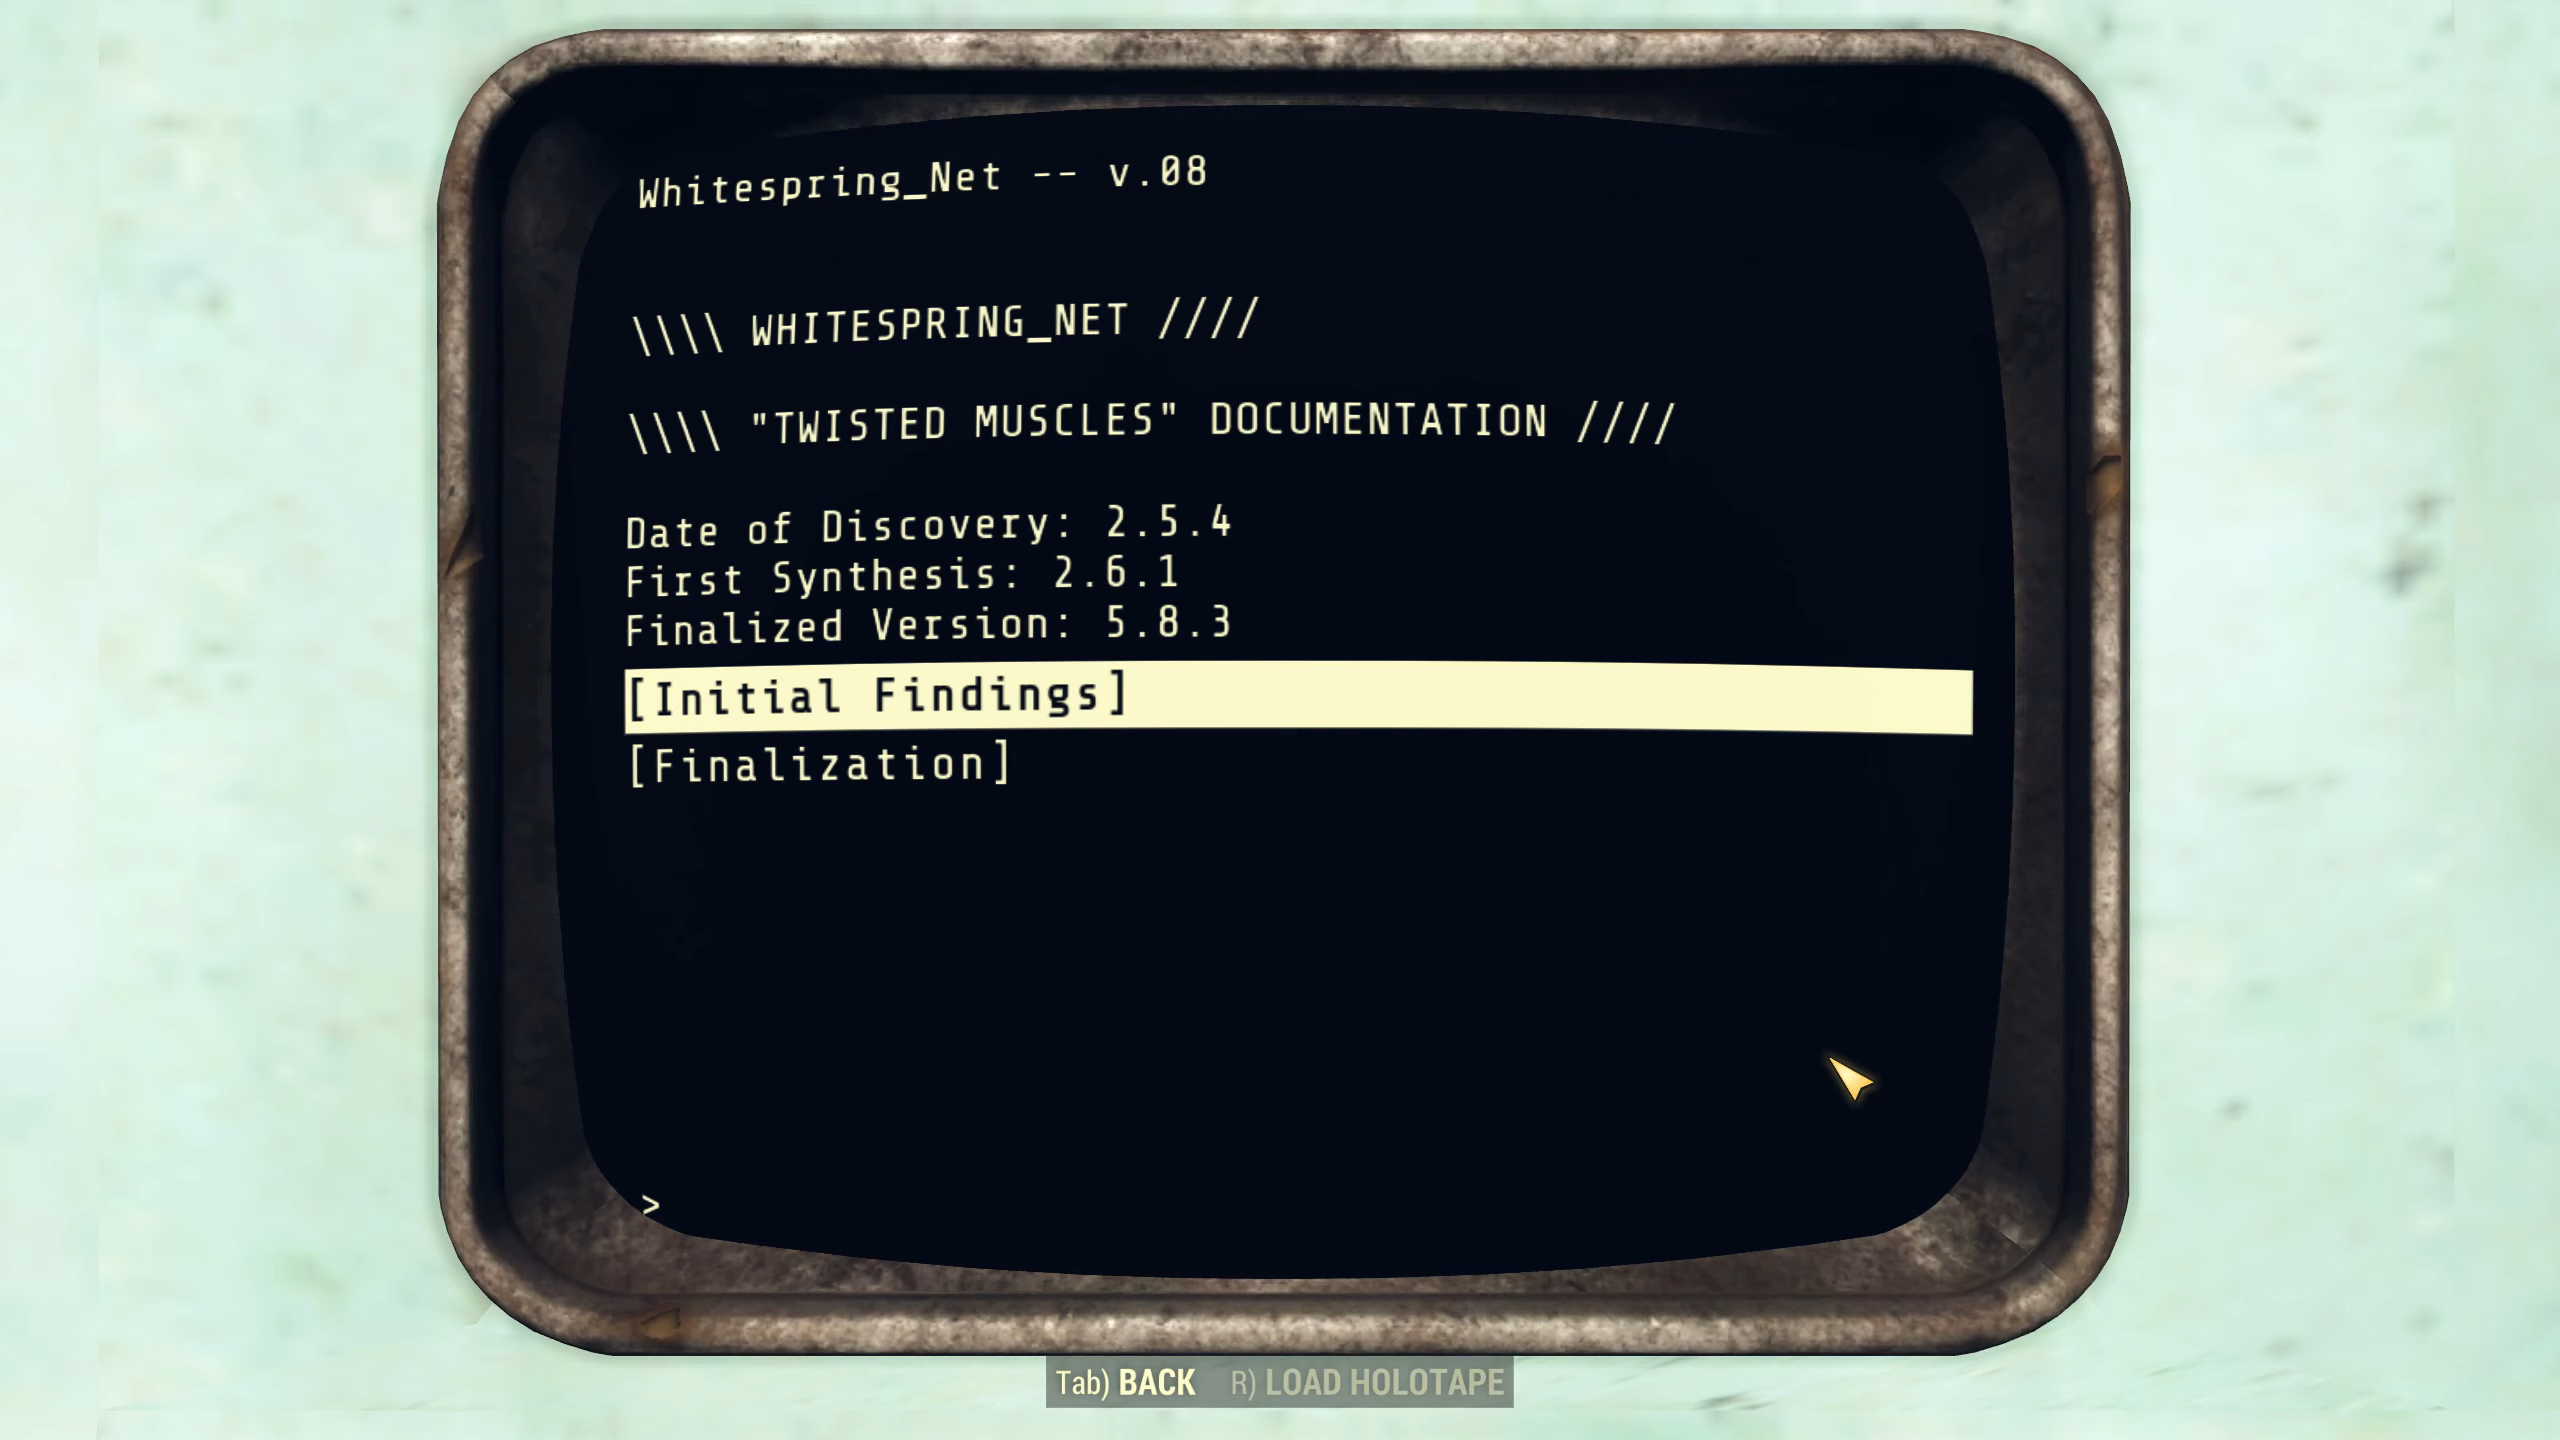 Whitespring_Net -- v.08
\\\\ WHITESPRING_NET ////
\\\\ "TWISTED MUSCLES" DOCUMENTATION ////
Date of Discovery: 2.5.4
First Synthesis: 2.6.1
Finalized Version: 5.8.3
[Initial Findings]
[Finalization]
>
Tab) BACK R) LOAD HOLOTAPE